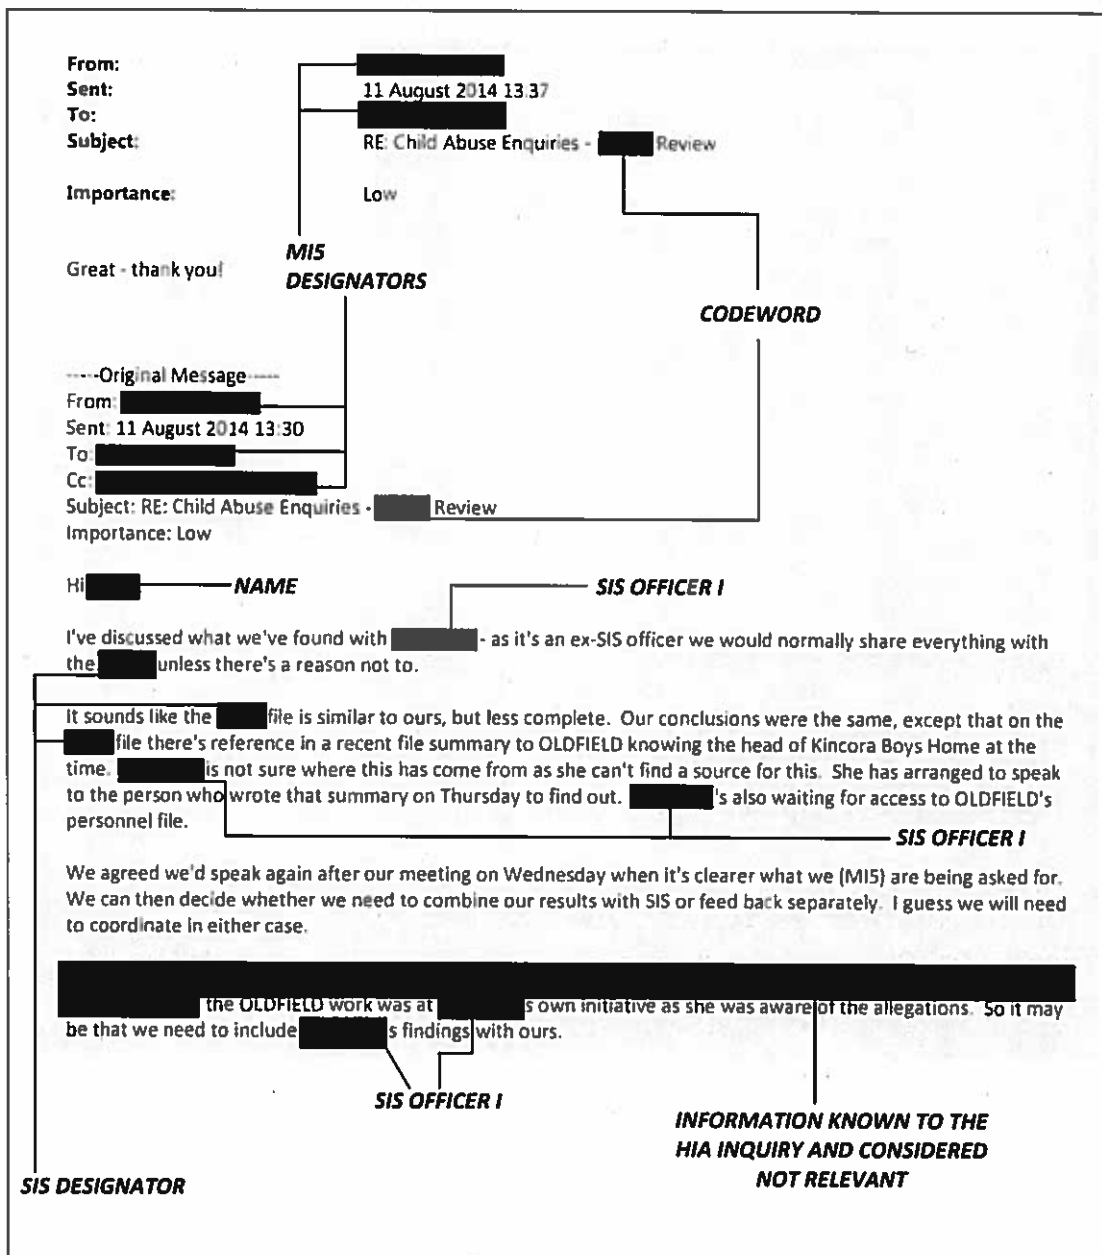 From:
Sent: 11 August 2014 13:37
To:
Subject: RE: Child Abuse Enquiries - Review
Importance: Low
MI5
DESIGNATORS
Great - thank you!
CODEWORD
-----Original Message-----
From:
Sent: 11 August 2014 13:30
To:
Cc:
Subject: RE: Child Abuse Enquiries - Review
Importance: Low
Hi NAME SIS OFFICER I
I've discussed what we've found with - as it's an ex-SIS officer we would normally share everything with
the unless there's a reason not to.
It sounds like the file is similar to ours, but less complete. Our conclusions were the same, except that on the
file there's reference in a recent file summary to OLDFIELD knowing the head of Kincora Boys Home at the
time. is not sure where this has come from as she can't find a source for this. She has arranged to speak
to the person who wrote that summary on Thursday to find out. 's also waiting for access to OLDFIELD's
personnel file.
SIS OFFICER I
We agreed we'd speak again after our meeting on Wednesday when it's clearer what we (MI5) are being asked for.
We can then decide whether we need to combine our results with SIS or feed back separately. I guess we will need
to coordinate in either case.
the OLDFIELD work was at s own initiative as she was aware of the allegations. So it may
be that we need to include s findings with ours.
SIS OFFICER I
INFORMATION KNOWN TO THE
HIA INQUIRY AND CONSIDERED
NOT RELEVANT
SIS DESIGNATOR